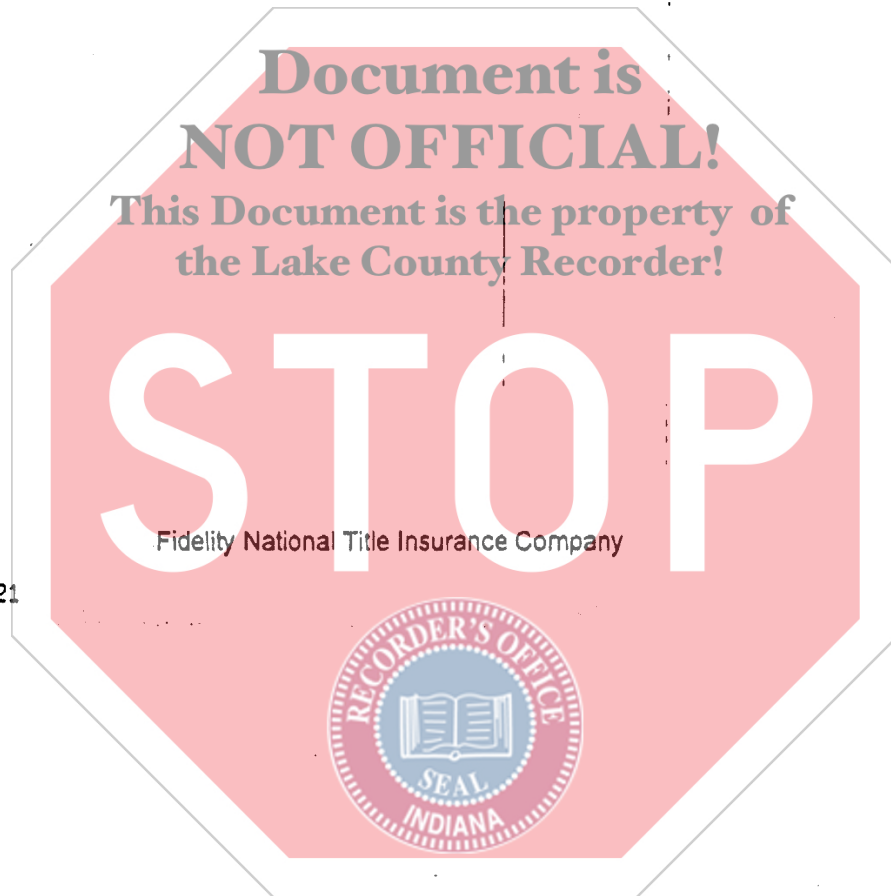 Document is
NOT OFFICIAL!
This Document is the property of
the Lake County Recorder!
STOP
Fidelity National Title Insurance Company
21
RECORDER'S OFFICE
SEAL
INDIANA